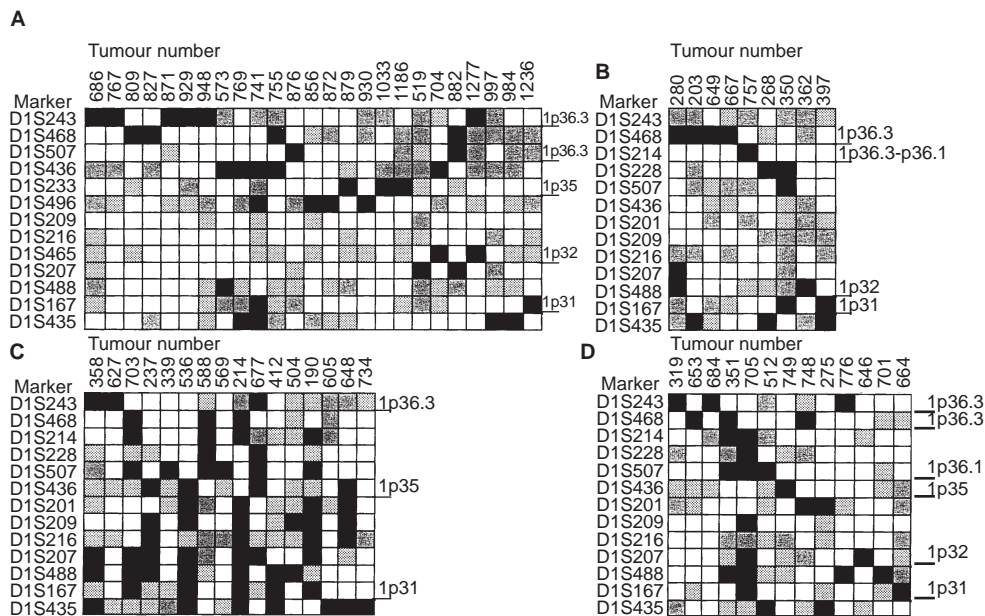 A
Tumour number
686 767 809 827 871 929 948 573 769 741 755 876 856 872 879 930 1033 1186 519 704 882 1277 997 984 1236
Marker
D1S243 1p36.3
D1S468
D1S507 1p36.3
D1S436
D1S233 1p35
D1S496
D1S209
D1S216
D1S465 1p32
D1S207
D1S488
D1S167 1p31
D1S435
B
Tumour number
280 203 649 667 757 268 350 362 397
Marker
D1S243
D1S468 1p36.3
D1S214 1p36.3-p36.1
D1S228
D1S507
D1S436
D1S201
D1S209
D1S216
D1S207
D1S488 1p32
D1S167 1p31
D1S435
C
Tumour number
358 627 703 237 339 536 588 569 214 677 412 504 190 605 648 734
Marker
D1S243 1p36.3
D1S468
D1S214
D1S228
D1S507
D1S436 1p35
D1S201
D1S209
D1S216
D1S207
D1S488
D1S167 1p31
D1S435
D
Tumour number
319 653 684 351 705 512 749 748 275 776 646 701 664
Marker
D1S243 1p36.3
D1S468 1p36.3
D1S214
D1S228
D1S507 1p36.1
D1S436 1p35
D1S201
D1S209
D1S216
D1S207 1p32
D1S488
D1S167 1p31
D1S435